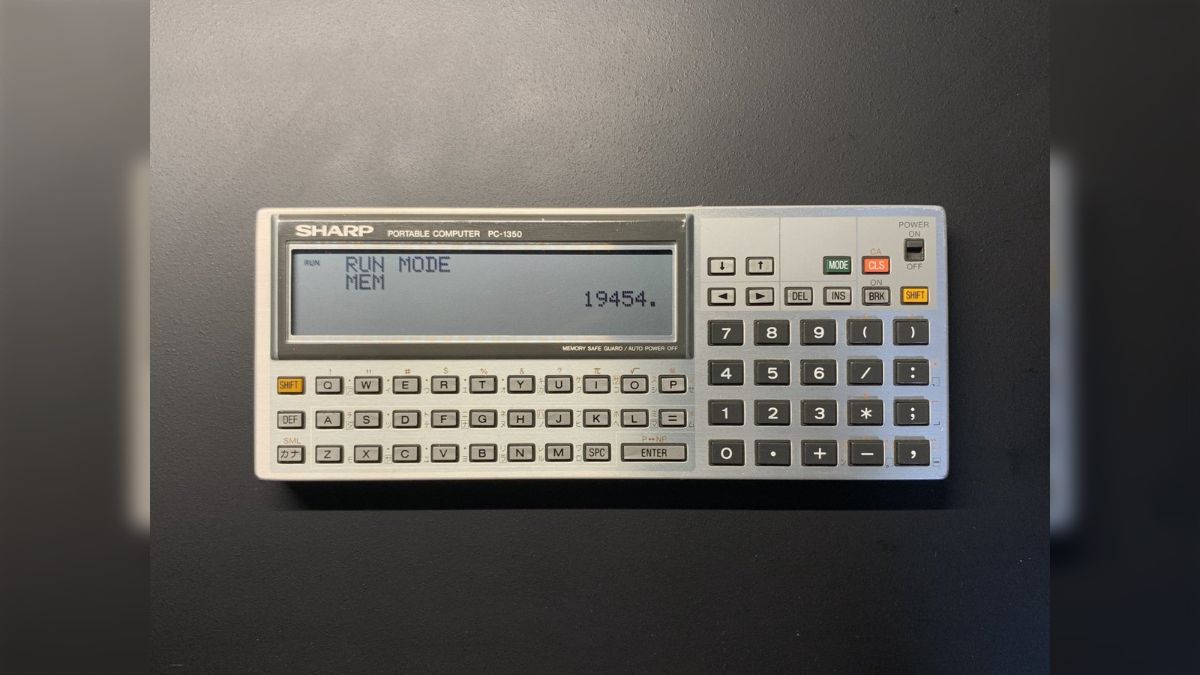 SHARP PORTABLE COMPUTER PC-1350
RUN RUN MODE
MEM
19454.
MEMORY SAFE GUARD / AUTO POWER OFF
POWER
ON
OFF
↓ ↑ MODE CA CLS
◄ ► DEL INS ON BRK SHIFT
7 8 9 ( )
4 5 6 / :
1 2 3 * ;
0 • + − ,
! " # $ % & ? π √
SHIFT Q W E R T Y U I O P
DEF A S D F G H J K L =
SML P↔NP
カナ Z X C V B N M SPC ENTER